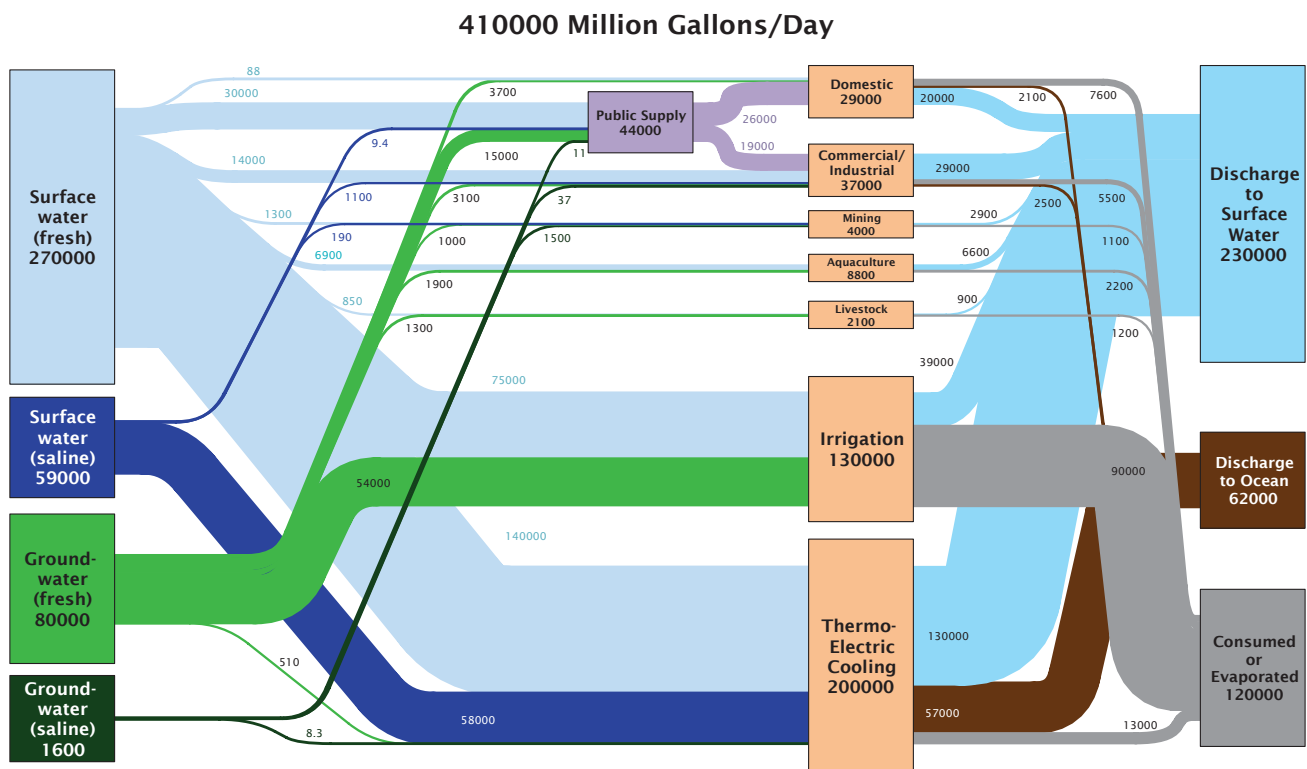 410000 Million Gallons/Day
Surface
water
(fresh)
270000
Surface
water
(saline)
59000
Ground-
water
(fresh)
80000
Ground-
water
(saline)
1600
88
30000
14000
1300
6900
850
75000
140000
9.4
1100
190
58000
3700
15000
3100
1000
1900
1300
54000
510
11
37
1500
8.3
Public Supply
44000
26000
19000
Domestic
29000
Commercial/
Industrial
37000
Mining
4000
Aquaculture
8800
Livestock
2100
Irrigation
130000
Thermo-
Electric
Cooling
200000
20000
2100
7600
29000
2500
5500
2900
1100
6600
2200
900
1200
39000
90000
130000
57000
13000
Discharge
to
Surface
Water
230000
Discharge
to Ocean
62000
Consumed
or
Evaporated
120000